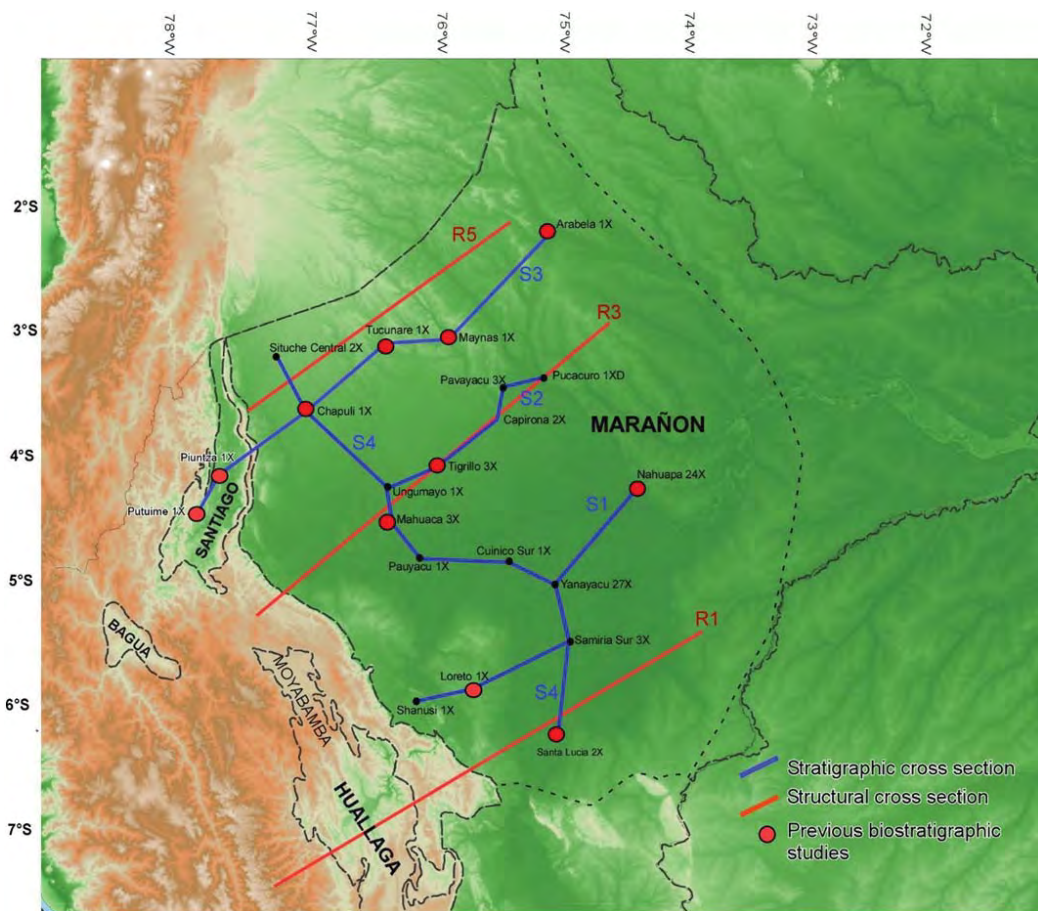 78°W
77°W
76°W
75°W
74°W
73°W
72°W
2°S
3°S
4°S
5°S
6°S
7°S
R5
Arabela 1X
S3
R3
Tucunare 1X
Maynas 1X
Situche Central 2X
Pavayacu 3X
Pucacuro 1XD
S2
Chapuli 1X
Capirona 2X
MARAÑON
S4
Piuntza 1X
Tigrillo 3X
Nahuapa 24X
Ungumayo 1X
S1
Putuime 1X
SANTIAGO
Mahuaca 3X
Cuinico Sur 1X
Pauyacu 1X
Yanayacu 27X
R1
BAGUA
Samiria Sur 3X
MOYABAMBA
Loreto 1X
S4
Shanusi 1X
Santa Lucia 2X
HUALLAGA
Stratigraphic cross section
Structural cross section
Previous biostratigraphic
studies